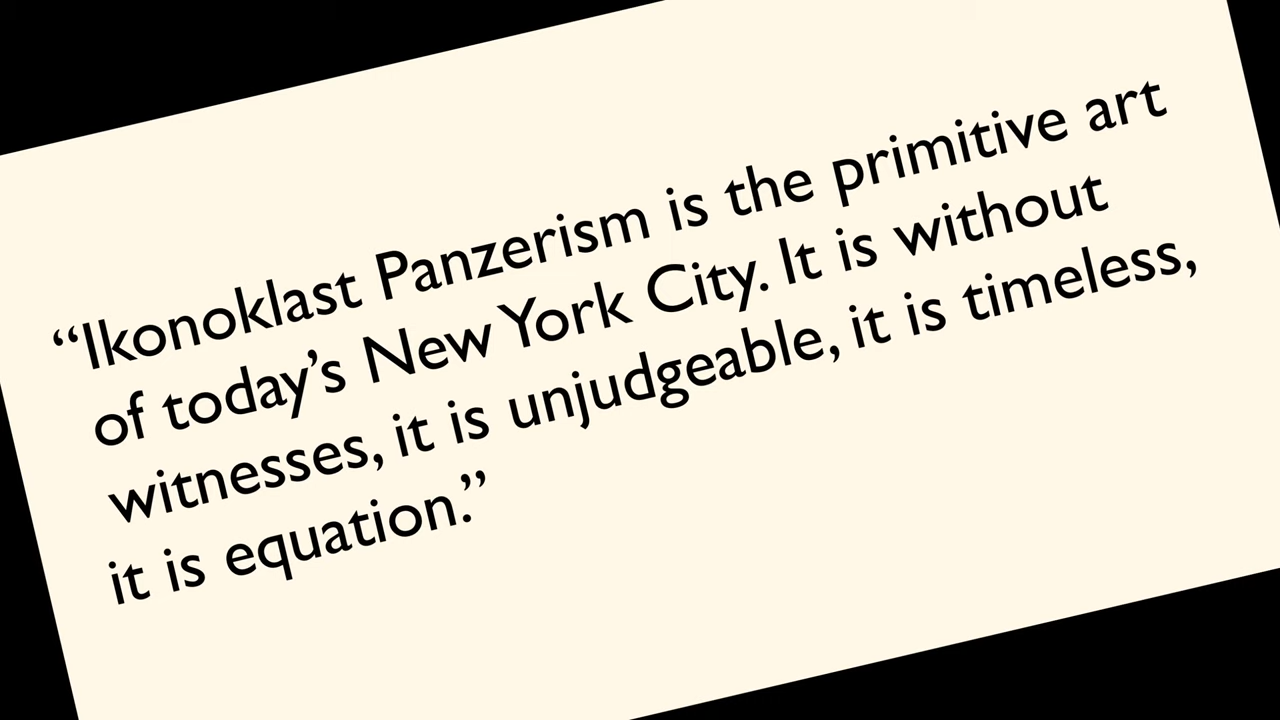 “Ikonoklast Panzerism is the primitive art
of today’s New York City. It is without
witnesses, it is unjudgeable, it is timeless,
it is equation.”